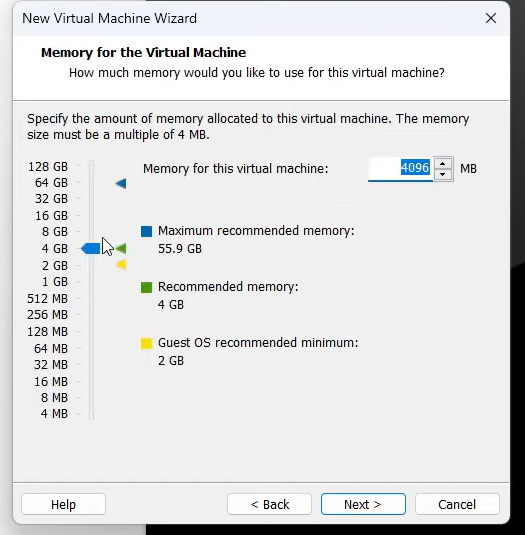 New Virtual Machine Wizard
Memory for the Virtual Machine
How much memory would you like to use for this virtual machine?
Specify the amount of memory allocated to this virtual machine. The memory
size must be a multiple of 4 MB.
128 GB
64 GB
32 GB
16 GB
8 GB
4 GB
2 GB
1 GB
512 MB
256 MB
128 MB
64 MB
32 MB
16 MB
8 MB
4 MB
Memory for this virtual machine: 4096 MB
Maximum recommended memory:
55.9 GB
Recommended memory:
4 GB
Guest OS recommended minimum:
2 GB
Help
< Back
Next >
Cancel